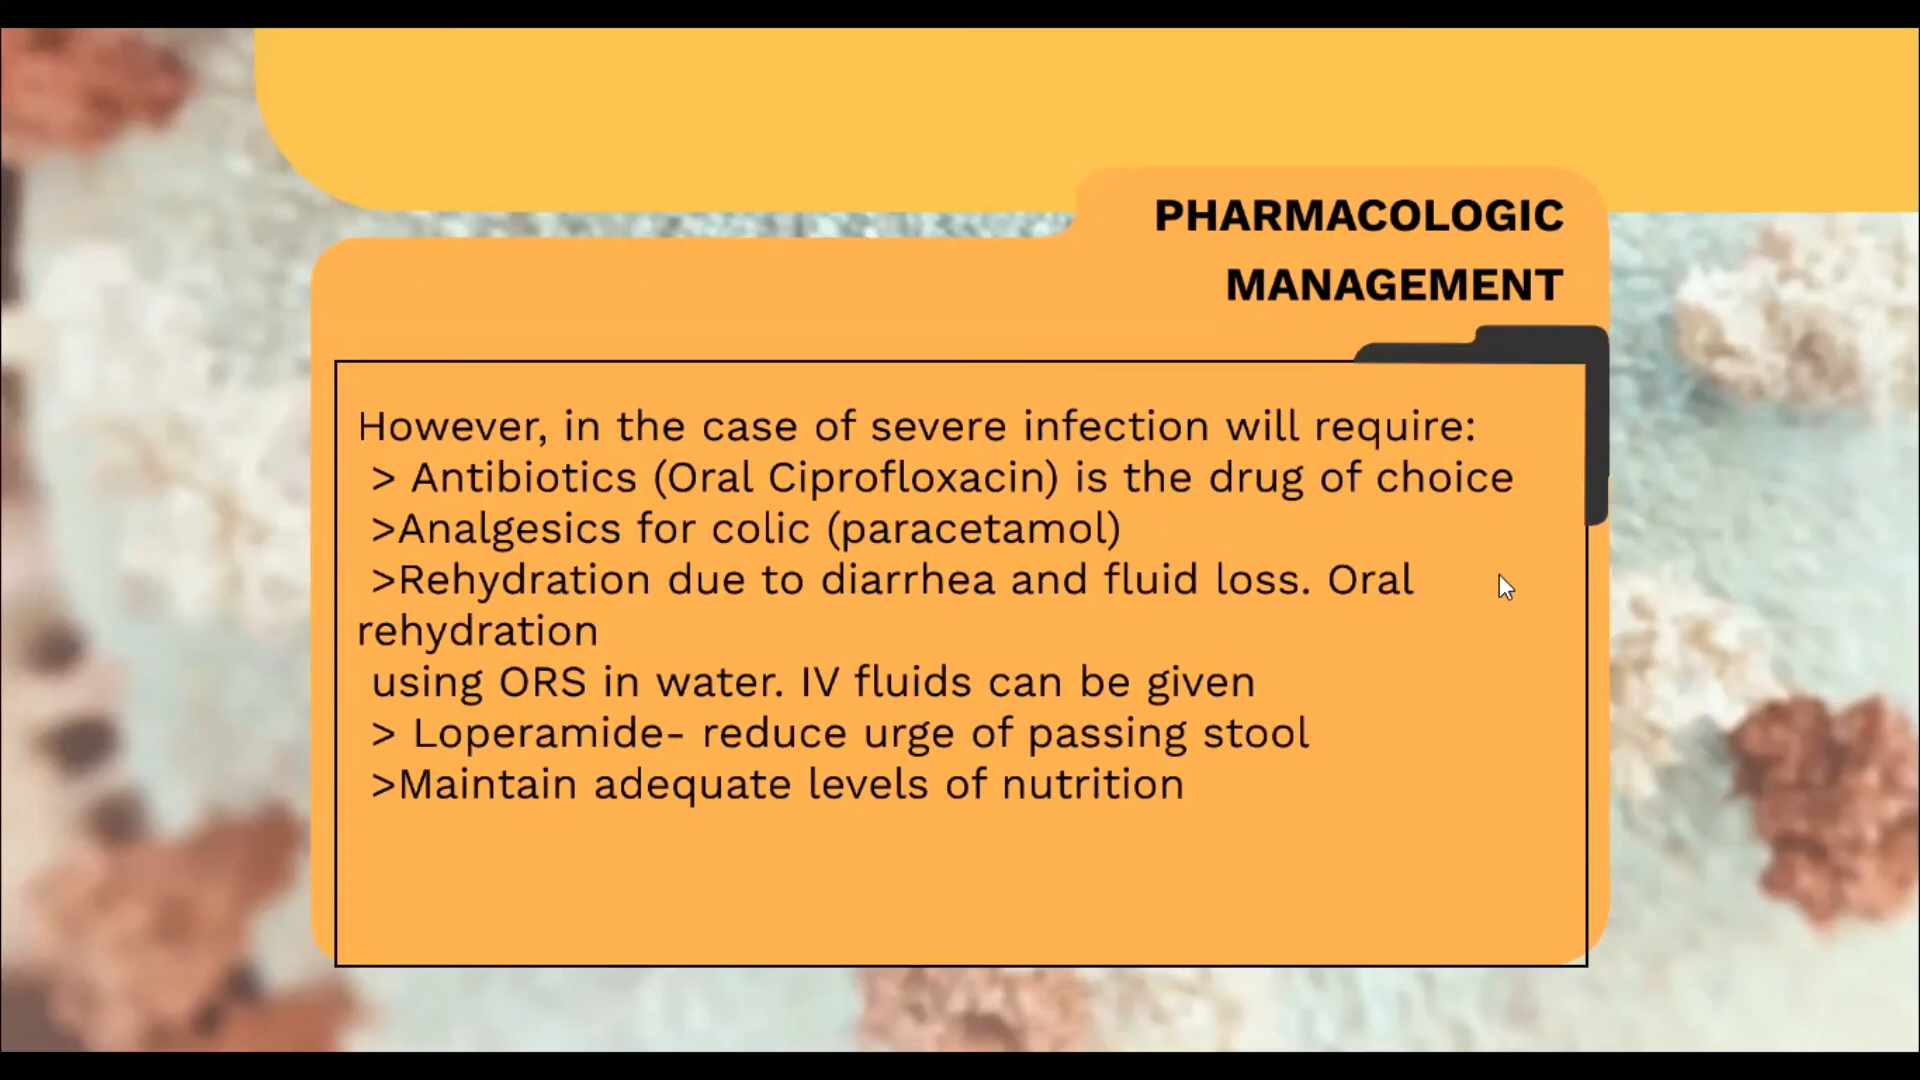 PHARMACOLOGIC
MANAGEMENT
However, in the case of severe infection will require:
> Antibiotics (Oral Ciprofloxacin) is the drug of choice
>Analgesics for colic (paracetamol)
>Rehydration due to diarrhea and fluid loss. Oral
rehydration
using ORS in water. IV fluids can be given
> Loperamide- reduce urge of passing stool
>Maintain adequate levels of nutrition